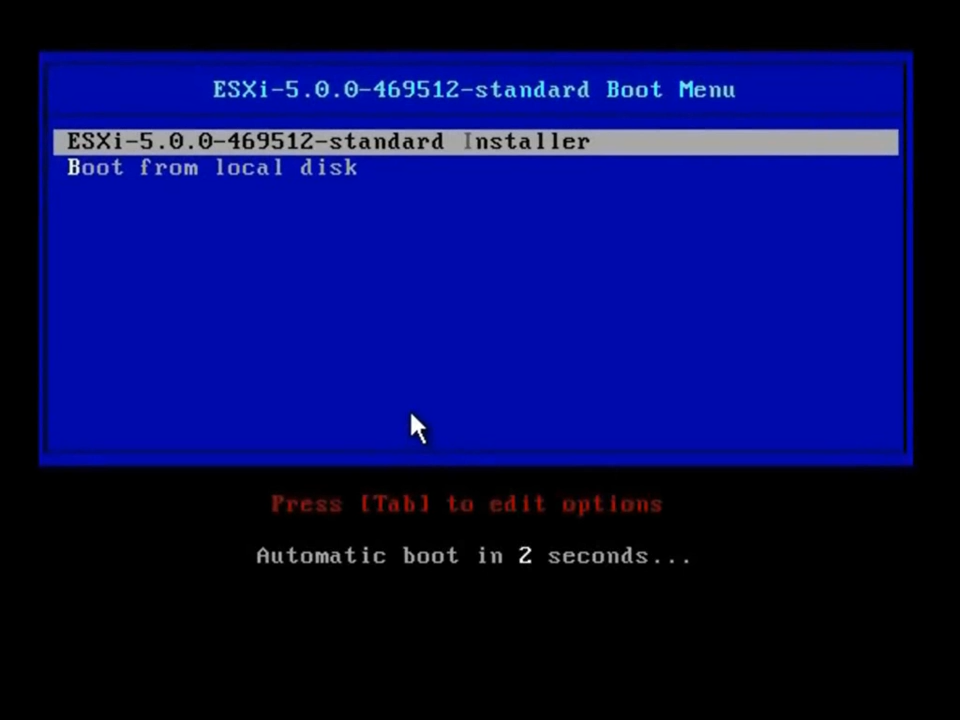 ESXi-5.0.0-469512-standard Boot Menu
ESXi-5.0.0-469512-standard Installer
Boot from local disk
Press [Tab] to edit options
Automatic boot in 2 seconds...